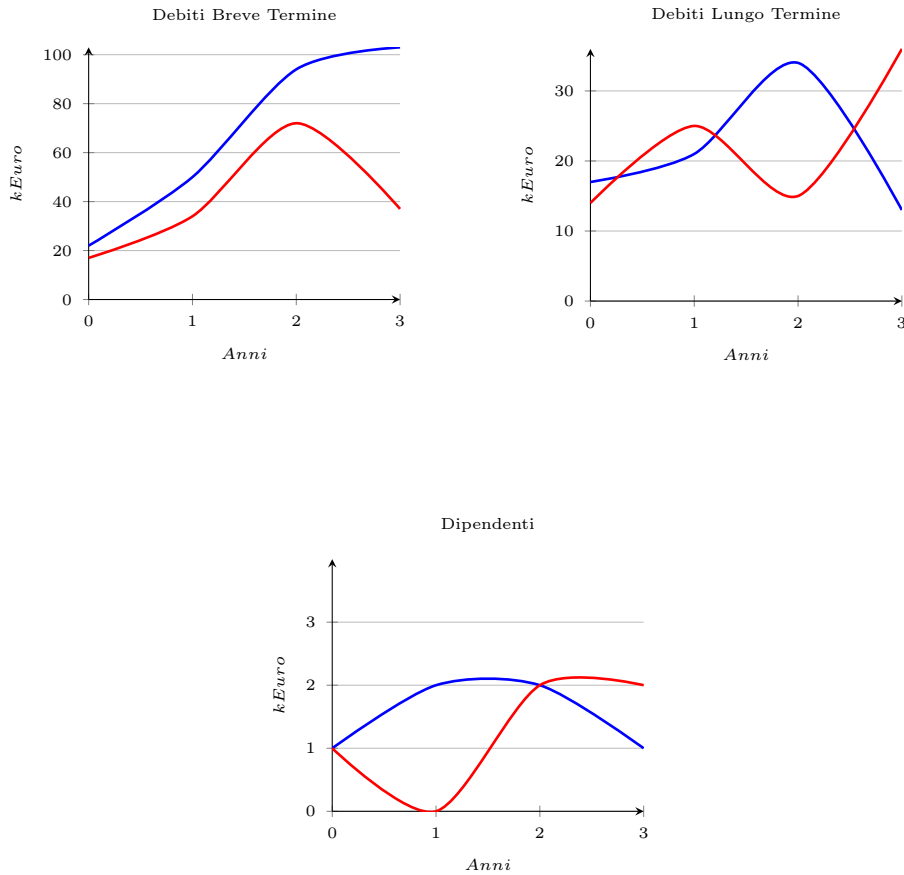 Debiti Breve Termine
100
80
60
40
20
0
kEuro
0 1 2 3
Anni
Debiti Lungo Termine
30
20
10
0
kEuro
0 1 2 3
Anni
Dipendenti
3
2
1
0
kEuro
0 1 2 3
Anni